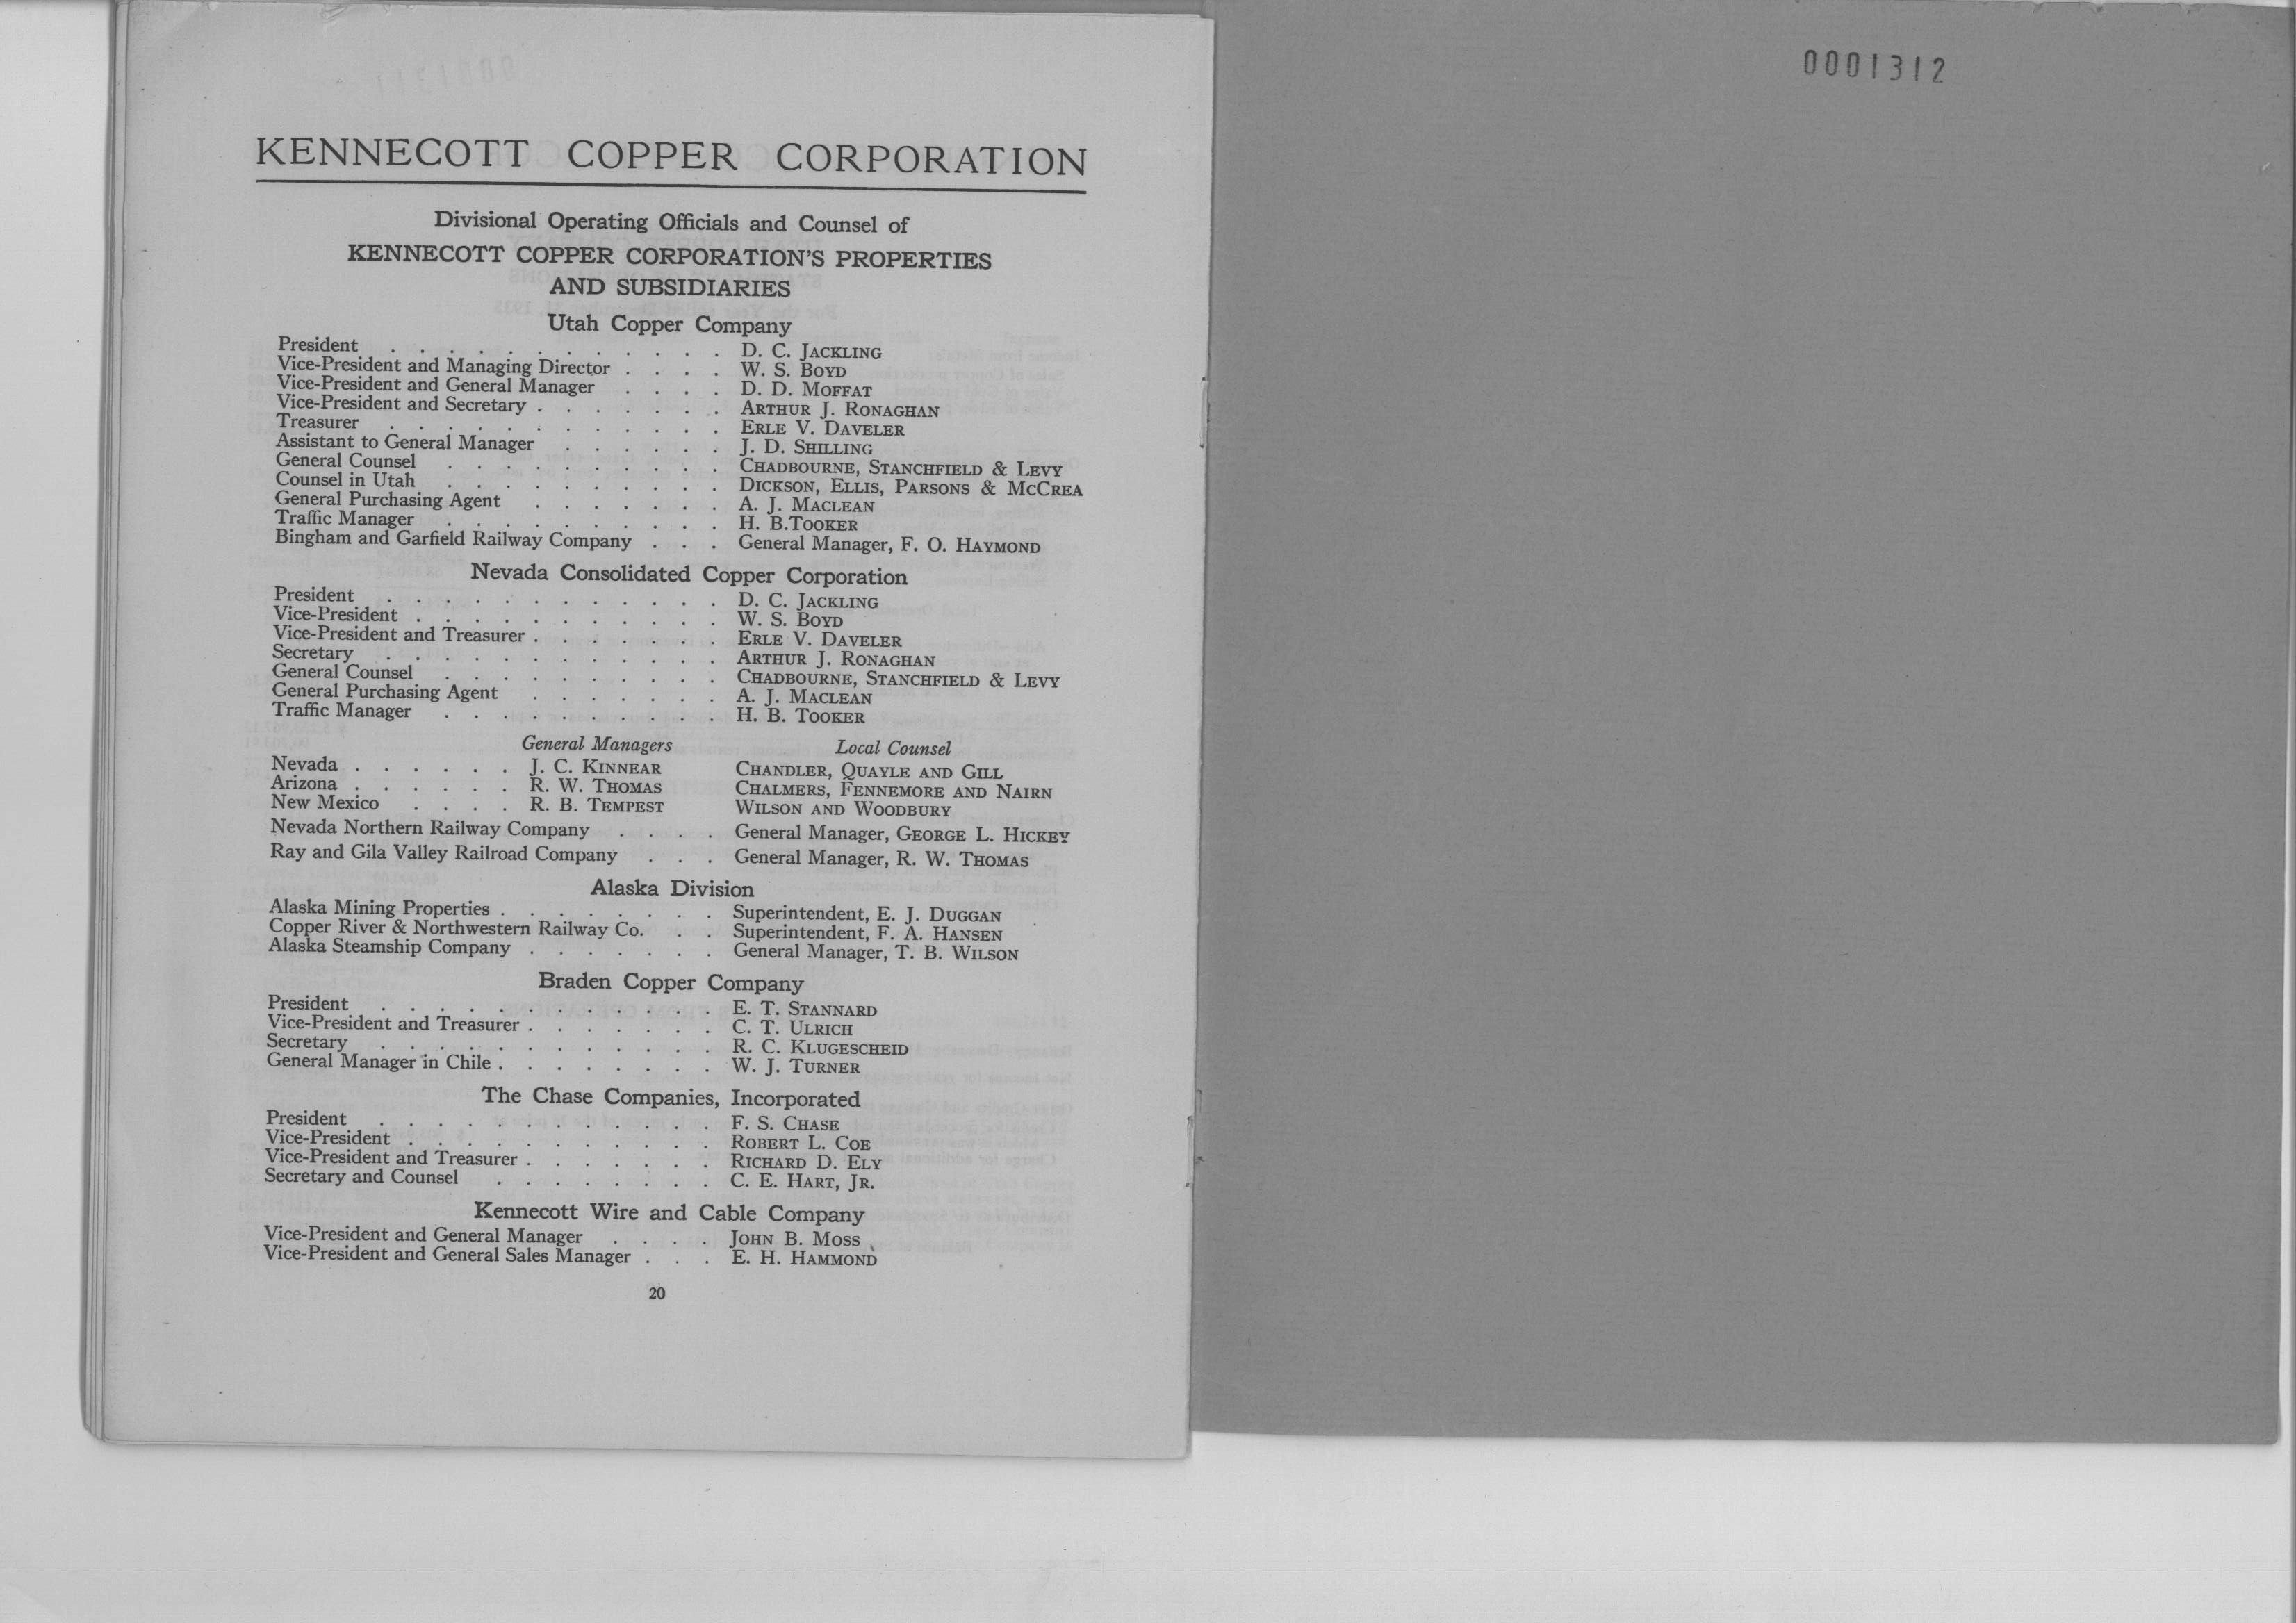 KENNECOTT COPPER CORPORATION
Divisional Operating Officials and Counsel of
KENNECOTT COPPER CORPORATION'S PROPERTIES
AND SUBSIDIARIES
Utah Copper Company
President . . . . . . . . . . . . D. C. JACKLING
Vice-President and Managing Director . . . . W. S. BOYD
Vice-President and General Manager . . . . D. D. MOFFAT
Vice-President and Secretary . . . . . . . ARTHUR J. RONAGHAN
Treasurer . . . . . . . . . . . . ERLE V. DAVELER
Assistant to General Manager . . . . . . J. D. SHILLING
General Counsel . . . . . . . . . . CHADBOURNE, STANCHFIELD & LEVY
Counsel in Utah . . . . . . . . . . DICKSON, ELLIS, PARSONS & MCCREA
General Purchasing Agent . . . . . . . A. J. MACLEAN
Traffic Manager . . . . . . . . . . H. B.TOOKER
Bingham and Garfield Railway Company . . . General Manager, F. O. HAYMOND
Nevada Consolidated Copper Corporation
President . . . . . . . . . . . . D. C. JACKLING
Vice-President . . . . . . . . . . . W. S. BOYD
Vice-President and Treasurer . . . . . . . ERLE V. DAVELER
Secretary . . . . . . . . . . . . ARTHUR J. RONAGHAN
General Counsel . . . . . . . . . . CHADBOURNE, STANCHFIELD & LEVY
General Purchasing Agent . . . . . . . A. J. MACLEAN
Traffic Manager . . . . . . . . . . H. B. TOOKER
General Managers Local Counsel
Nevada . . . . . . J. C. KINNEAR CHANDLER, QUAYLE AND GILL
Arizona . . . . . . R. W. THOMAS CHALMERS, FENNEMORE AND NAIRN
New Mexico . . . . R. B. TEMPEST WILSON AND WOODBURY
Nevada Northern Railway Company . . . . General Manager, GEORGE L. HICKEY
Ray and Gila Valley Railroad Company . . . General Manager, R. W. THOMAS
Alaska Division
Alaska Mining Properties . . . . . . . . Superintendent, E. J. DUGGAN
Copper River & Northwestern Railway Co. . . Superintendent, F. A. HANSEN
Alaska Steamship Company . . . . . . . General Manager, T. B. WILSON
Braden Copper Company
President . . . . . . . . . . . . E. T. STANNARD
Vice-President and Treasurer . . . . . . . C. T. ULRICH
Secretary . . . . . . . . . . . . R. C. KLUGESCHEID
General Manager in Chile . . . . . . . . W. J. TURNER
The Chase Companies, Incorporated
President . . . . . . . . . . . . F. S. CHASE
Vice-President . . . . . . . . . . . ROBERT L. COE
Vice-President and Treasurer . . . . . . . RICHARD D. ELY
Secretary and Counsel . . . . . . . . C. E. HART, JR.
Kennecott Wire and Cable Company
Vice-President and General Manager . . . . JOHN B. MOSS
Vice-President and General Sales Manager . . . E. H. HAMMOND
20
0001312